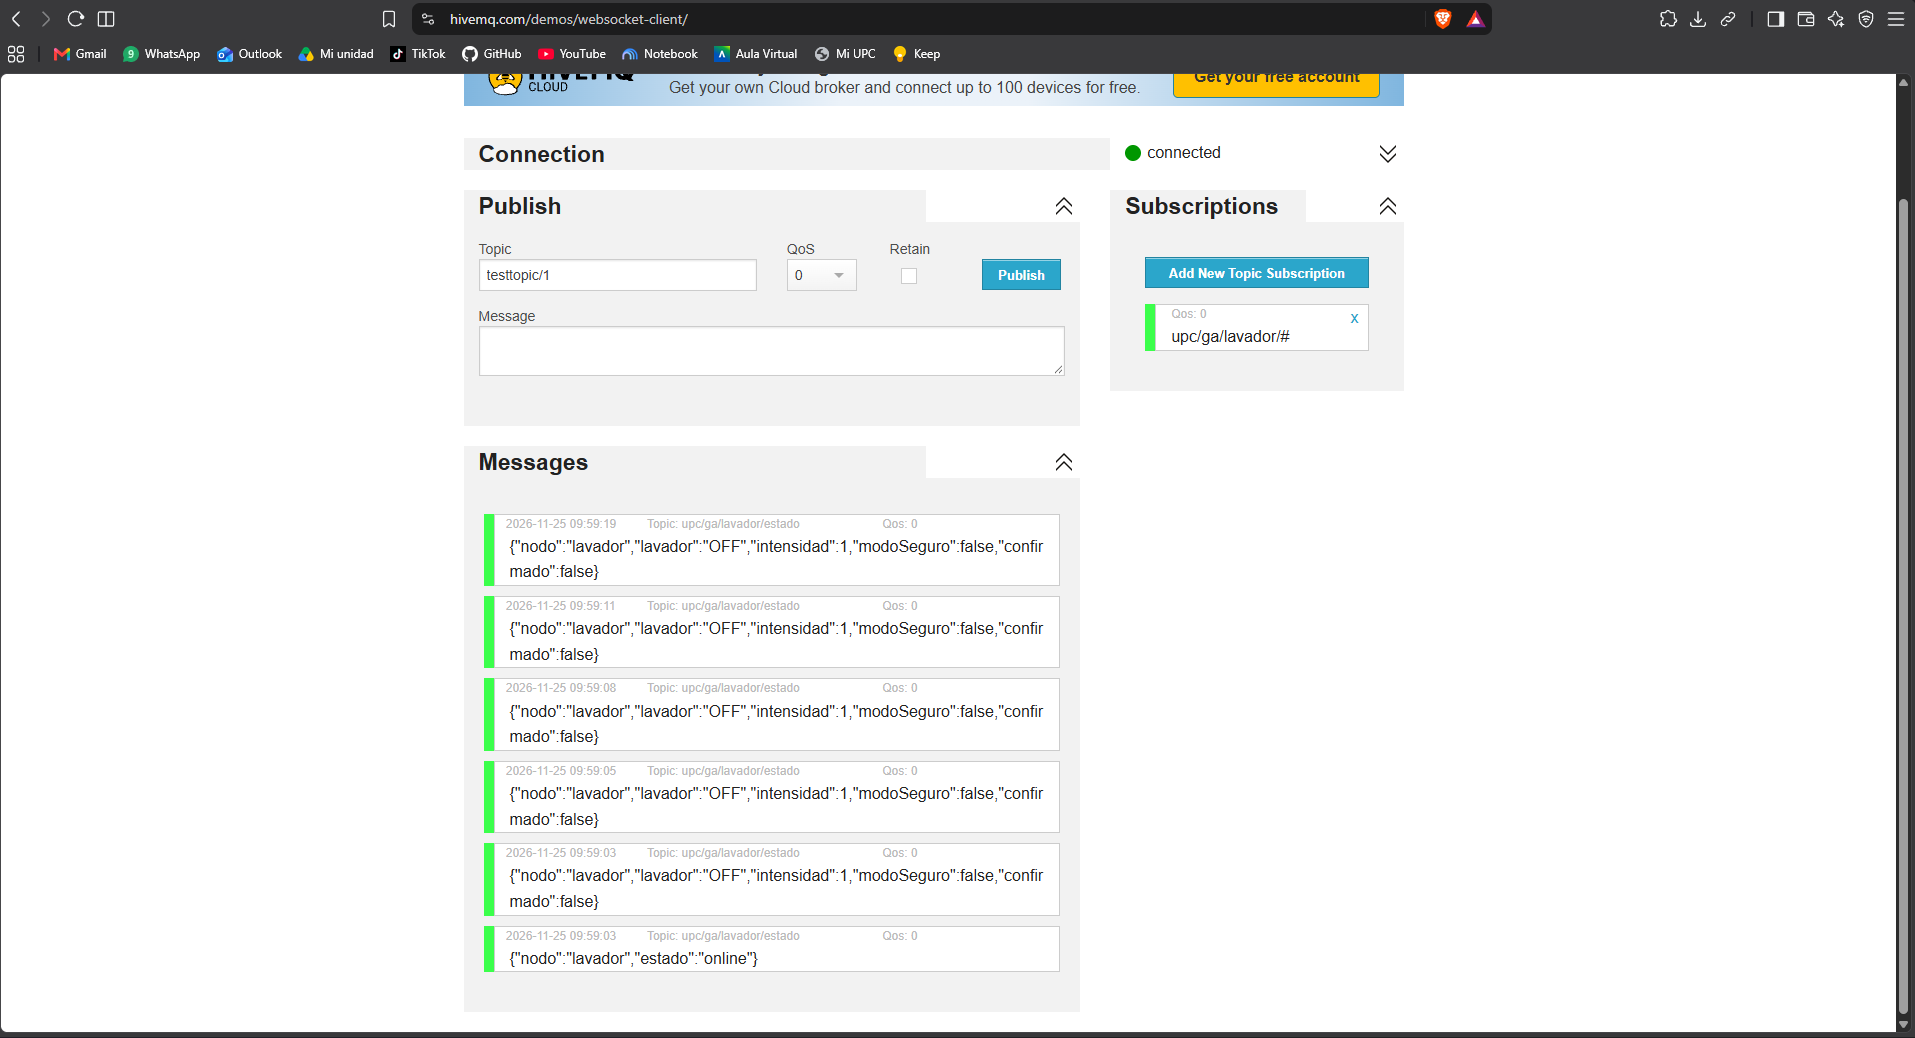 hivemq.com/demos/websocket-client/
Gmail
9
WhatsApp
Outlook
Mi unidad
TikTok
GitHub
YouTube
Notebook
Aula Virtual
Mi UPC
Keep
HIVEMQ
CLOUD
Get your own Cloud broker and connect up to 100 devices for free.
Get your free account
Connection
connected
Publish
Subscriptions
Topic
QoS
Retain
testtopic/1
0
Publish
Add New Topic Subscription
Qos: 0
x
upc/ga/lavador/#
Message
Messages
2026-11-25 09:59:19 Topic: upc/ga/lavador/estado Qos: 0
{"nodo":"lavador","lavador":"OFF","intensidad":1,"modoSeguro":false,"confir
mado":false}
2026-11-25 09:59:11 Topic: upc/ga/lavador/estado Qos: 0
{"nodo":"lavador","lavador":"OFF","intensidad":1,"modoSeguro":false,"confir
mado":false}
2026-11-25 09:59:08 Topic: upc/ga/lavador/estado Qos: 0
{"nodo":"lavador","lavador":"OFF","intensidad":1,"modoSeguro":false,"confir
mado":false}
2026-11-25 09:59:05 Topic: upc/ga/lavador/estado Qos: 0
{"nodo":"lavador","lavador":"OFF","intensidad":1,"modoSeguro":false,"confir
mado":false}
2026-11-25 09:59:03 Topic: upc/ga/lavador/estado Qos: 0
{"nodo":"lavador","lavador":"OFF","intensidad":1,"modoSeguro":false,"confir
mado":false}
2026-11-25 09:59:03 Topic: upc/ga/lavador/estado Qos: 0
{"nodo":"lavador","estado":"online"}